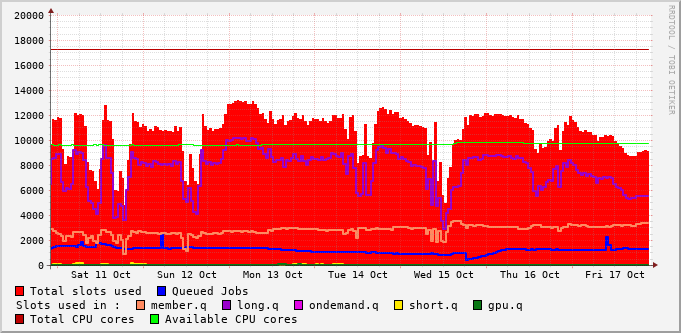 20000
18000
16000
14000
12000
10000
8000
6000
4000
2000
0
Sat 11 Oct Sun 12 Oct Mon 13 Oct Tue 14 Oct Wed 15 Oct Thu 16 Oct Fri 17 Oct
RRDTOOL / TOBI OETIKER
Total slots used Queued Jobs
Slots used in : member.q long.q ondemand.q short.q gpu.q
Total CPU cores Available CPU cores